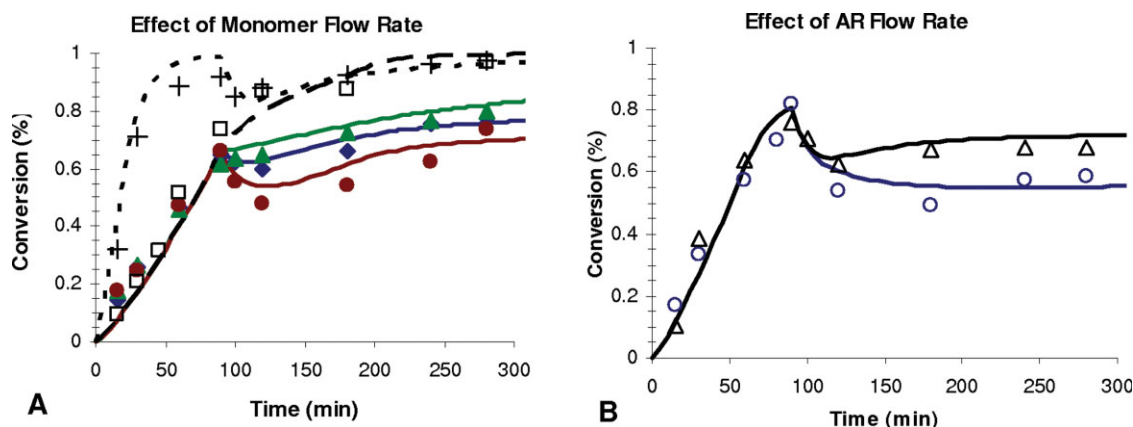 Effect of Monomer Flow Rate
Conversion (%)
1
0.8
0.6
0.4
0.2
0
0 50 100 150 200 250 300
Time (min)
A
Effect of AR Flow Rate
Conversion (%)
1
0.8
0.6
0.4
0.2
0
0 50 100 150 200 250 300
Time (min)
B